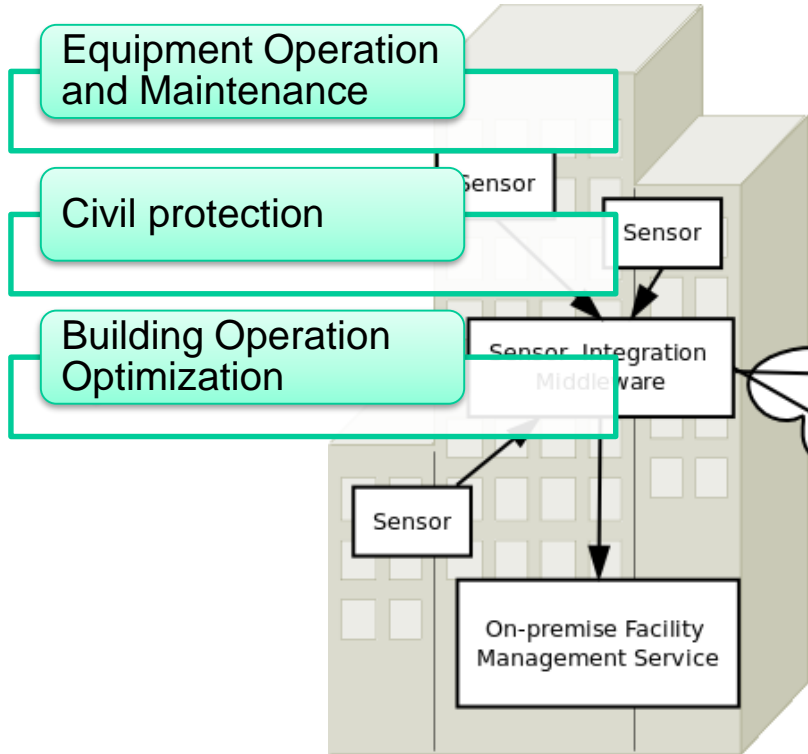 Equipment Operation
and Maintenance
Sensor
Civil protection
Sensor
Building Operation
Optimization
Sensor Integration
Middleware
Sensor
On-premise Facility
Management Service